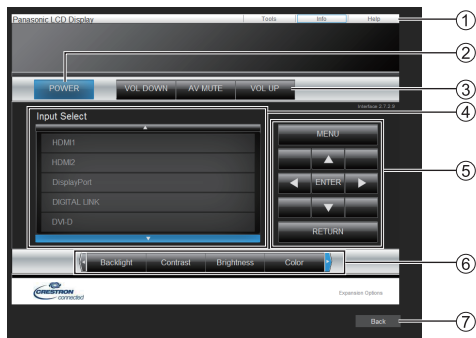 Panasonic LCD Display Tools Info Help ①
②
POWER VOL DOWN AV MUTE VOL UP ③
Interface 2.7.2.9
④
Input Select
HDMI1
HDMI2
DisplayPort
DIGITAL LINK
DVI-D
MENU
ENTER ⑤
RETURN
Backlight Contrast Brightness Color ⑥
CRESTRON connected Expansion Options
Back ⑦